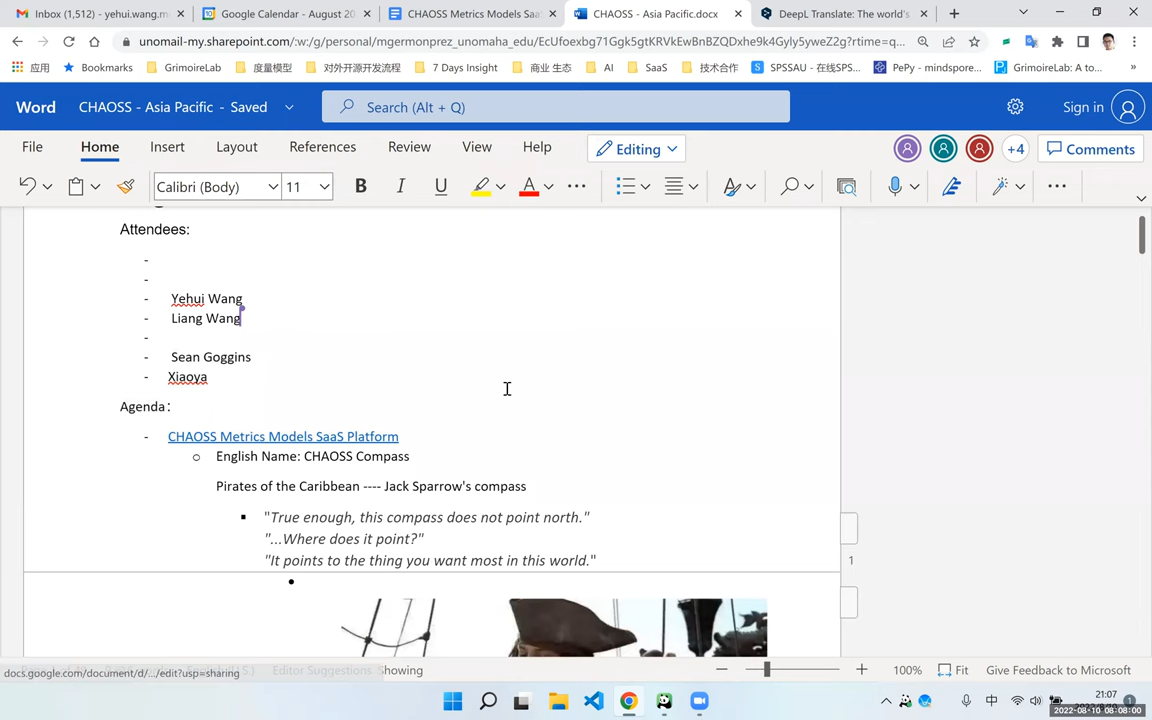 Inbox (1,512) - yehui.wang.m
Google Calendar - August 20
CHAOSS Metrics Models Saa
CHAOSS - Asia Pacific.docx
DeepL Translate: The world's
unomail-my.sharepoint.com/:w:/g/personal/mgermonprez_unomaha_edu/EcUfoexbg71Ggk5gtKRVkEwBnBZQDxhe9k4Gyly5yweZ2g?rtime=q...
应用
Bookmarks
GrimoireLab
度量模型
对外开源开发流程
7 Days Insight
商业 生态
AI
SaaS
技术合作
SPSSAU - 在线SPS...
PePy - mindspore...
GrimoireLab: A to...
Word
CHAOSS - Asia Pacific - Saved
Search (Alt + Q)
Sign in
File
Home
Insert
Layout
References
Review
View
Help
Editing
+4
Comments
Calibri (Body)
11
B I U
Attendees:
-
-
- Yehui Wang
- Liang Wang
-
- Sean Goggins
- Xiaoya
Agenda：
- CHAOSS Metrics Models SaaS Platform
o English Name: CHAOSS Compass
Pirates of the Caribbean ---- Jack Sparrow's compass
▪ "True enough, this compass does not point north."
"...Where does it point?"
"It points to the thing you want most in this world."
•
1
docs.google.com/document/d/.../edit?usp=sharing
Editor Suggestions: Showing
100%
Fit
Give Feedback to Microsoft
中
21:07
2022-08-10 08:08:00